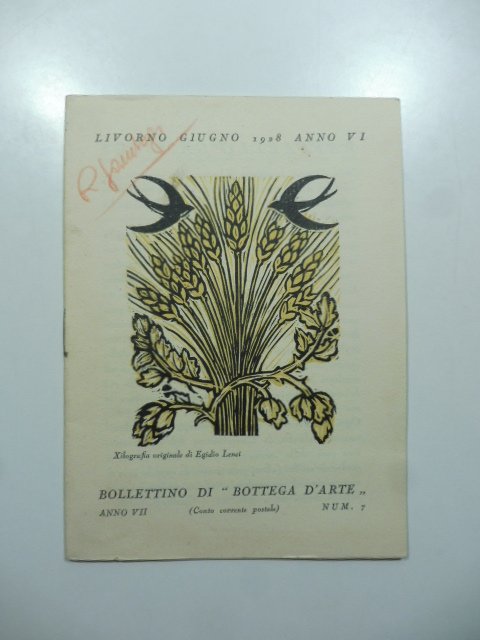 LIVORNO GIUGNO 1928 ANNO VI
Xilografia originale di Egidio Lenci
BOLLETTINO DI "BOTTEGA D'ARTE„
ANNO VII (Conto corrente postale) NUM. 7